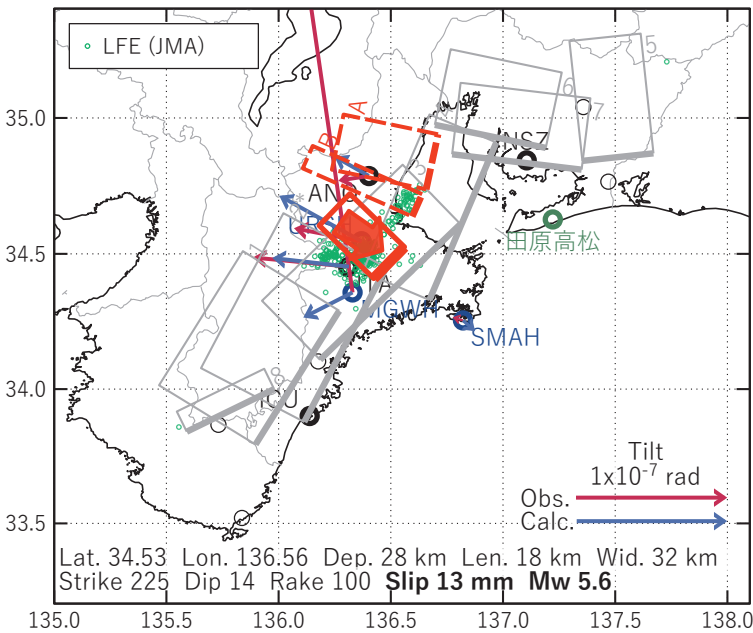 LFE (JMA)
35.0
34.5
34.0
33.5
5
6
7
A
B
NSZ
田原高松
MGWH
SMAH
8
Tilt
1x10⁻⁷ rad
Obs.
Calc.
Lat. 34.53 Lon. 136.56 Dep. 28 km Len. 18 km Wid. 32 km
Strike 225 Dip 14 Rake 100 Slip 13 mm Mw 5.6
135.0 135.5 136.0 136.5 137.0 137.5 138.0